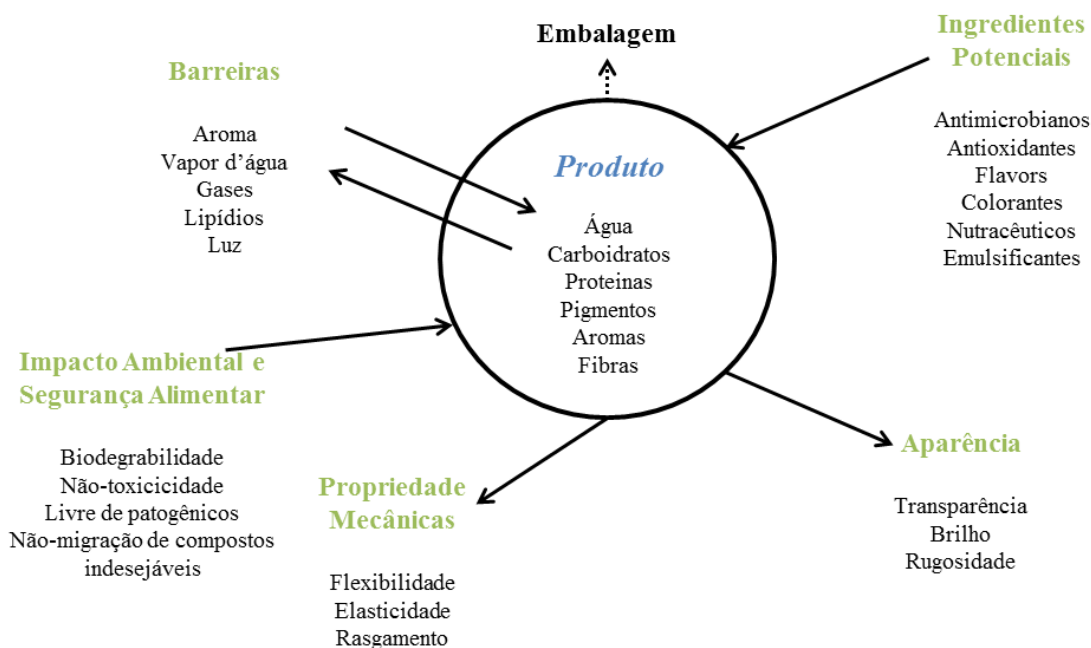 Embalagem
Barreiras
Aroma
Vapor d’água
Gases
Lipídios
Luz
Ingredientes
Potenciais
Antimicrobianos
Antioxidantes
Flavors
Colorantes
Nutracêuticos
Emulsificantes
Produto
Água
Carboidratos
Proteinas
Pigmentos
Aromas
Fibras
Impacto Ambiental e
Segurança Alimentar
Biodegrabilidade
Não-toxicicidade
Livre de patogênicos
Não-migração de compostos
indesejáveis
Propriedade
Mecânicas
Flexibilidade
Elasticidade
Rasgamento
Aparência
Transparência
Brilho
Rugosidade